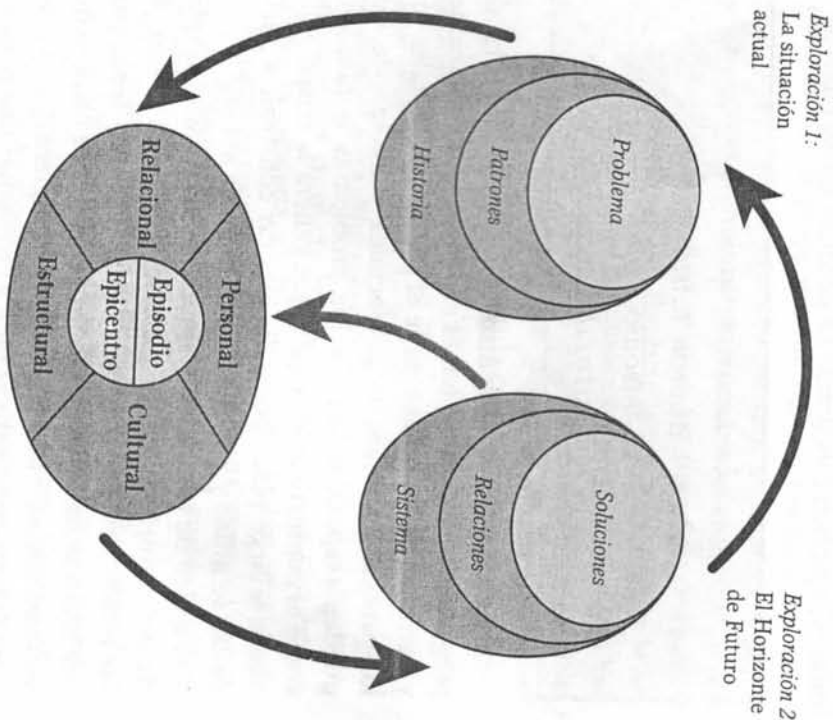 Exploración 1:
La situación
actual
Problema
Patrones
Historia
Exploración 2
El Horizonte
de Futuro
Soluciones
Relaciones
Sistema
Personal
Relacional
Episodio
Epicentro
Cultural
Estructural